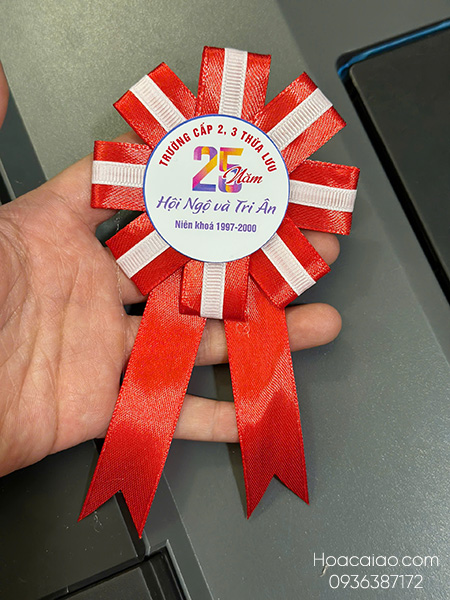 TRƯỜNG CẤP 2, 3 THỪA LƯU
25
Năm
Hội Ngộ và Tri Ân
Niên khoá 1997-2000
Hoacaiao.com
0936387172